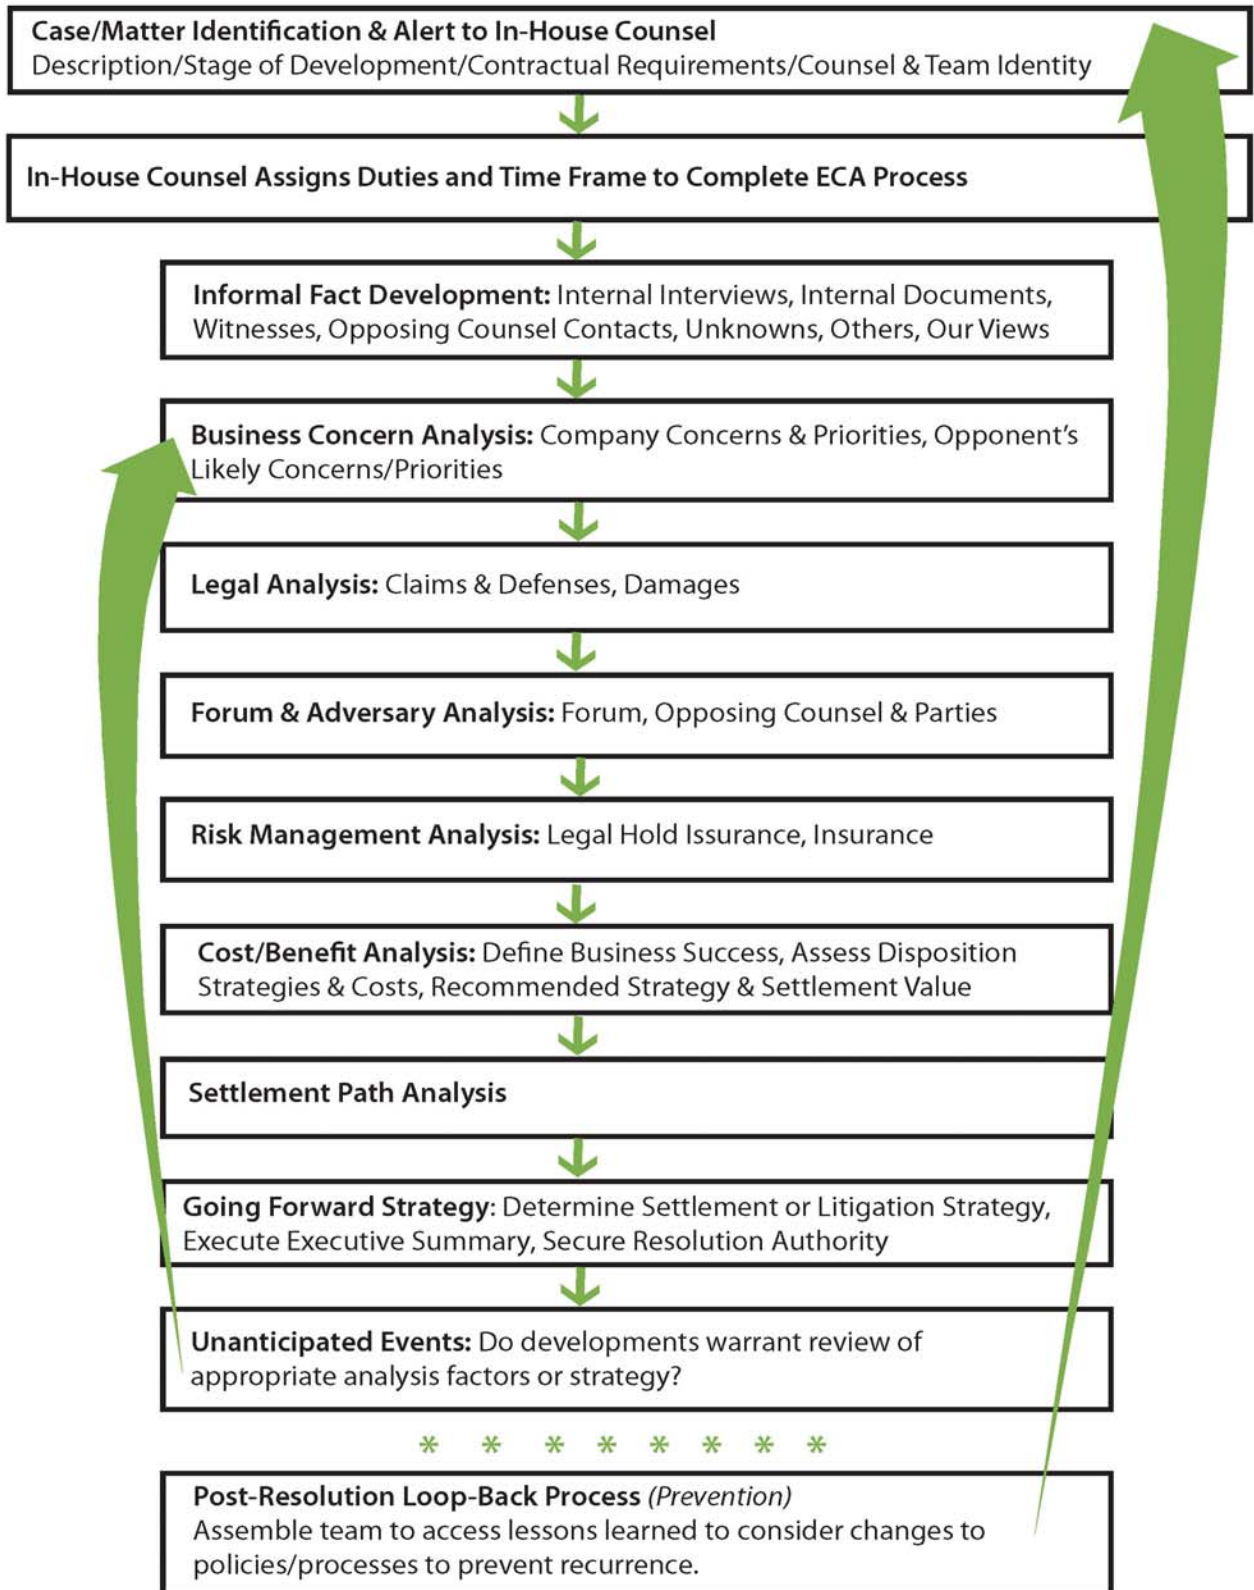 Case/Matter Identification & Alert to In-House Counsel
Description/Stage of Development/Contractual Requirements/Counsel & Team Identity
In-House Counsel Assigns Duties and Time Frame to Complete ECA Process
Informal Fact Development: Internal Interviews, Internal Documents,
Witnesses, Opposing Counsel Contacts, Unknowns, Others, Our Views
Business Concern Analysis: Company Concerns & Priorities, Opponent's
Likely Concerns/Priorities
Legal Analysis: Claims & Defenses, Damages
Forum & Adversary Analysis: Forum, Opposing Counsel & Parties
Risk Management Analysis: Legal Hold Issurance, Insurance
Cost/Benefit Analysis: Define Business Success, Assess Disposition
Strategies & Costs, Recommended Strategy & Settlement Value
Settlement Path Analysis
Going Forward Strategy: Determine Settlement or Litigation Strategy,
Execute Executive Summary, Secure Resolution Authority
Unanticipated Events: Do developments warrant review of
appropriate analysis factors or strategy?
* * * * * * * *
Post-Resolution Loop-Back Process (Prevention)
Assemble team to access lessons learned to consider changes to
policies/processes to prevent recurrence.